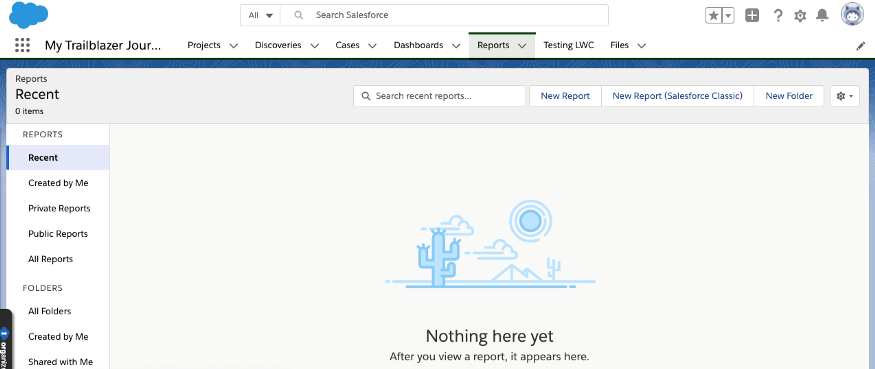 All
Search Salesforce
My Trailblazer Jour...
Projects
Discoveries
Cases
Dashboards
Reports
Testing LWC
Files
Reports
Recent
0 items
Search recent reports...
New Report
New Report (Salesforce Classic)
New Folder
REPORTS
Recent
Created by Me
Private Reports
Public Reports
All Reports
FOLDERS
All Folders
Created by Me
Shared with Me
Nothing here yet
After you view a report, it appears here.